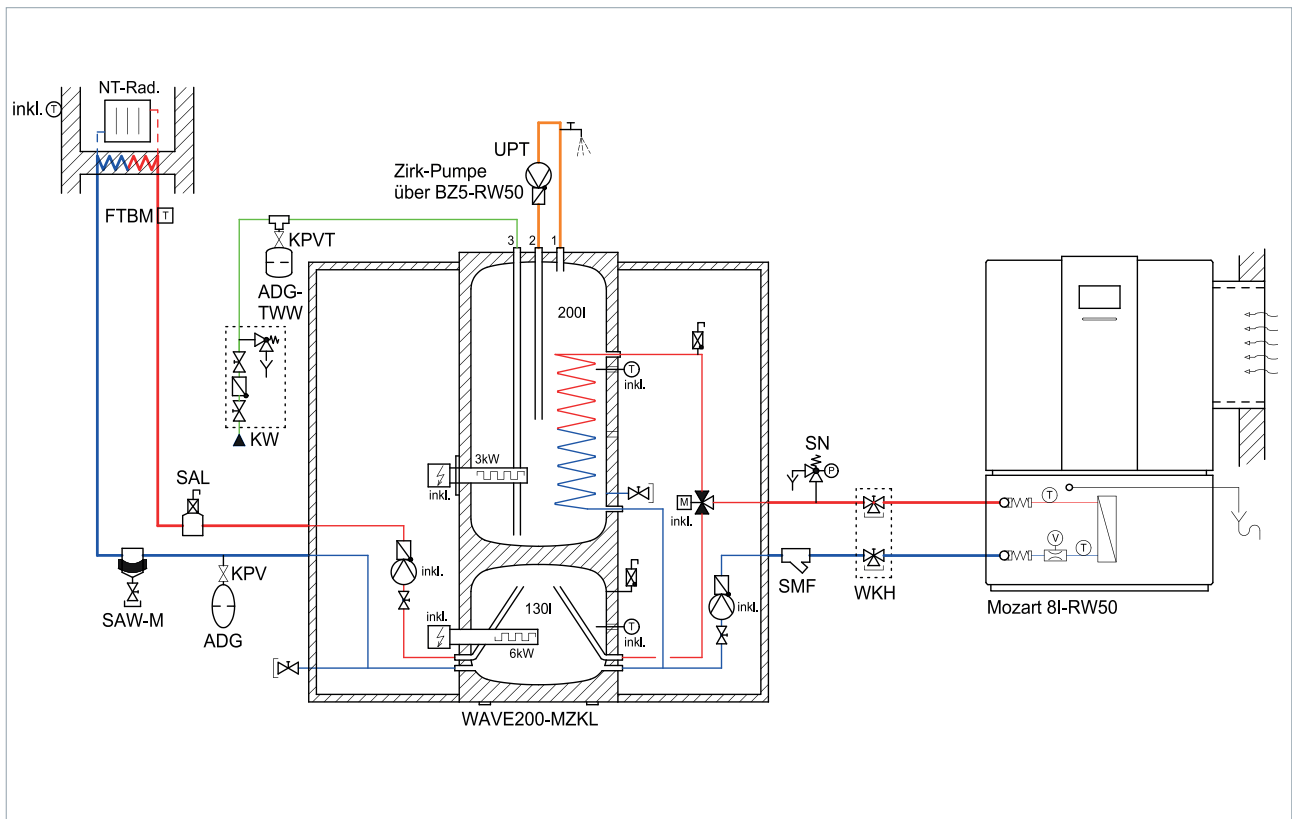 NT-Rad.
inkl. T
FTBM T
UPT
Zirk-Pumpe
über BZ5-RW50
KPVT
ADG-
TWW
KW
3 2 1
200l
T
inkl.
3kW
inkl.
SAL
KPV
SAW-M
ADG
inkl.
M
inkl.
130l
inkl.
6kW
T
inkl.
inkl.
WAVE200-MZKL
SN
P
SMF
WKH
T
V
T
Mozart 8I-RW50